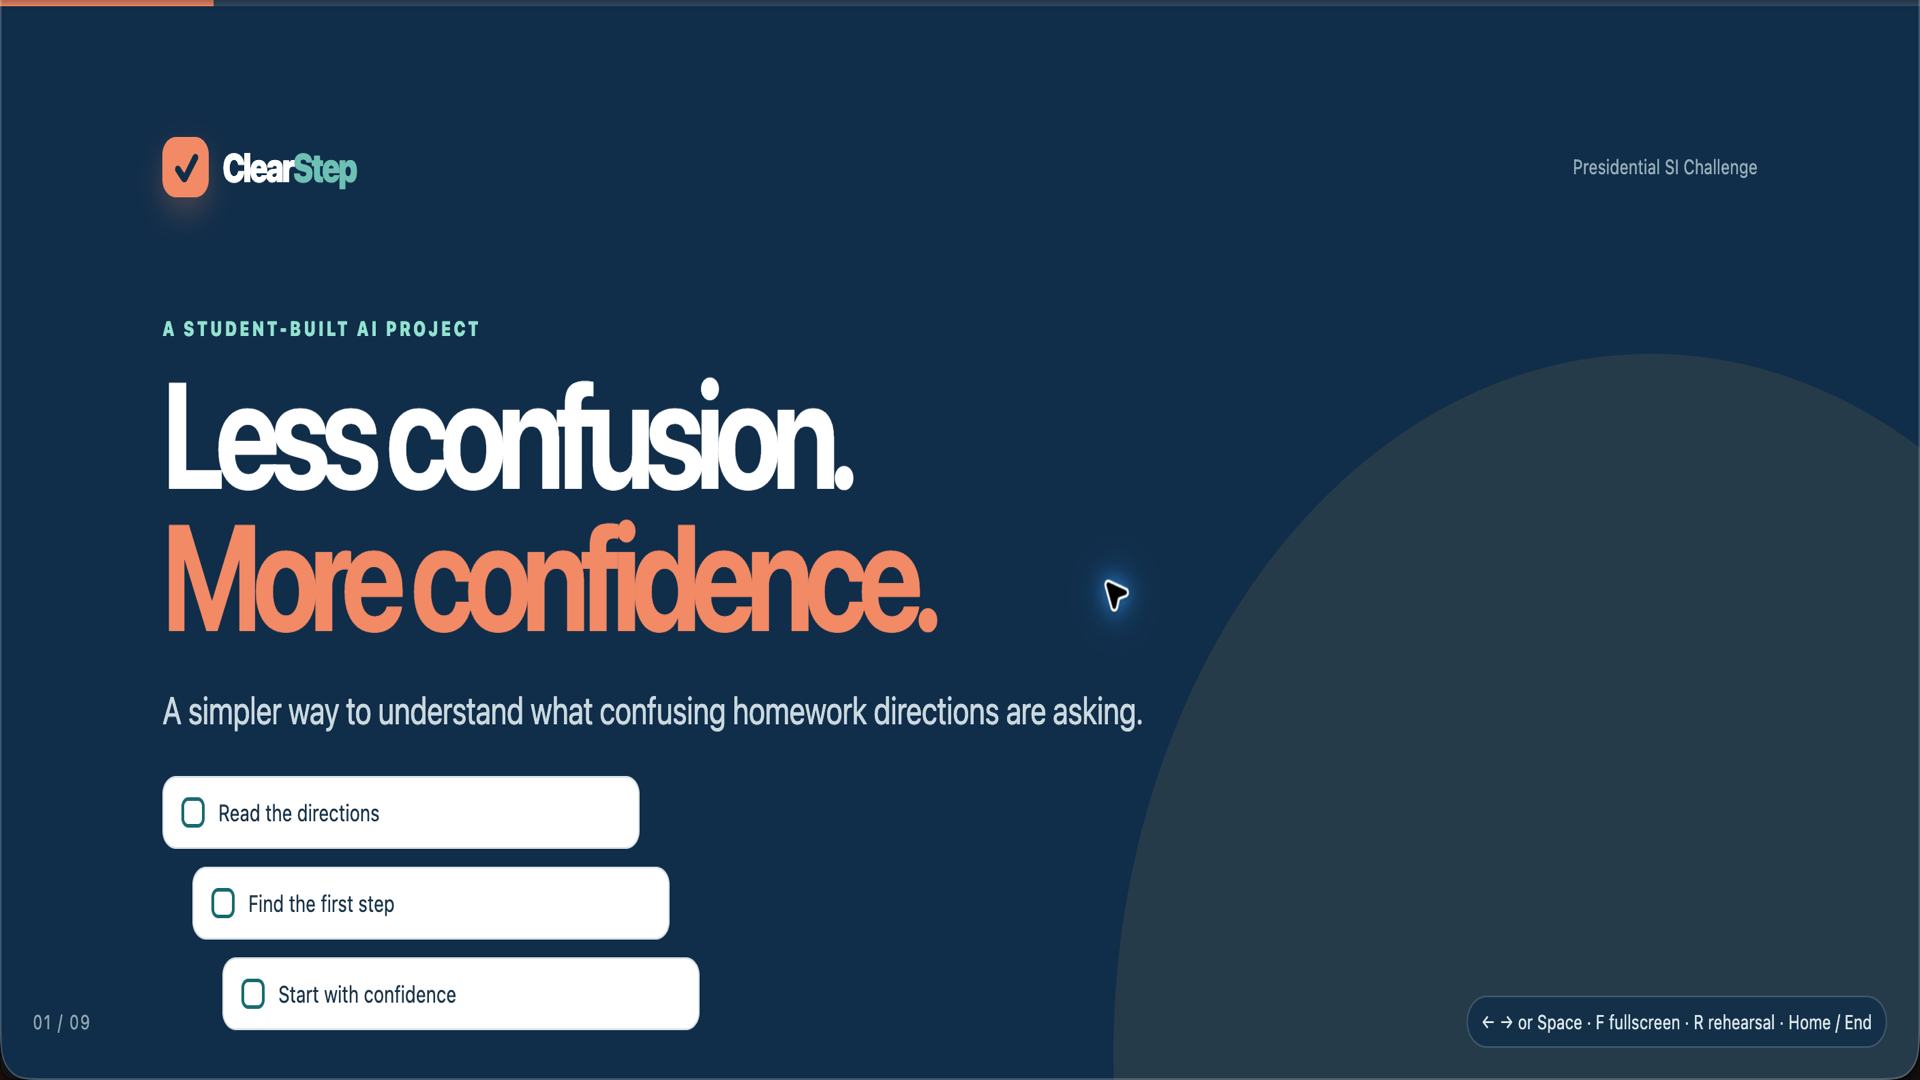 ClearStep
Presidential SI Challenge
A STUDENT-BUILT AI PROJECT
Less confusion.
More confidence.
A simpler way to understand what confusing homework directions are asking.
Read the directions
Find the first step
Start with confidence
01 / 09
← → or Space · F fullscreen · R rehearsal · Home / End